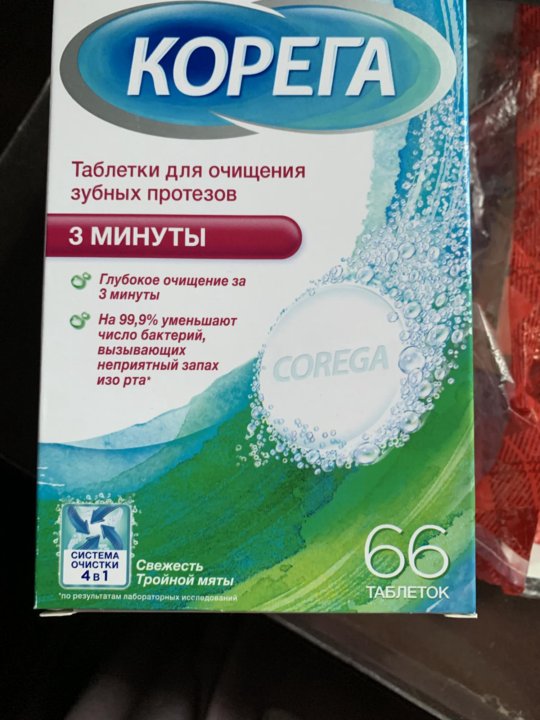 КОРЕГА
Таблетки для очищения
зубных протезов
3 МИНУТЫ
Глубокое очищение за
3 минуты
На 99,9% уменьшают
число бактерий,
вызывающих
неприятный запах
изо рта*
COREGA
СИСТЕМА
ОЧИСТКИ
4 в 1
Свежесть
Тройной мяты
66
ТАБЛЕТОК
*по результатам лабораторных исследований